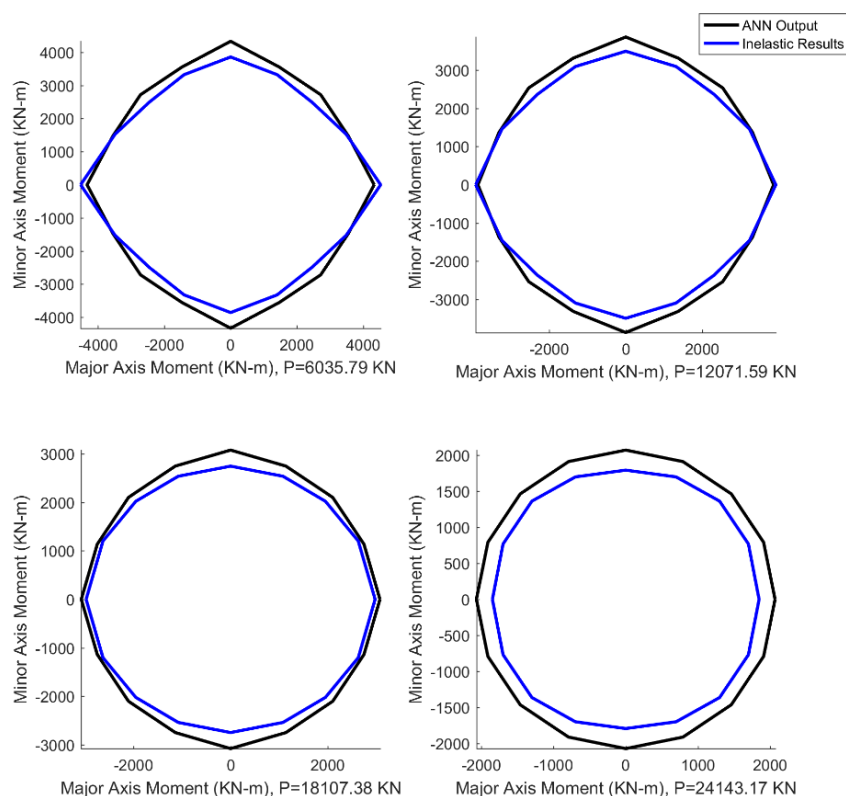 ANN Output
Inelastic Results
Minor Axis Moment (KN-m)
4000
3000
2000
1000
0
-1000
-2000
-3000
-4000
-4000 -2000 0 2000 4000
Major Axis Moment (KN-m), P=6035.79 KN
Minor Axis Moment (KN-m)
3000
2000
1000
0
-1000
-2000
-3000
-2000 0 2000
Major Axis Moment (KN-m), P=12071.59 KN
Minor Axis Moment (KN-m)
3000
2000
1000
0
-1000
-2000
-3000
-2000 0 2000
Major Axis Moment (KN-m), P=18107.38 KN
Minor Axis Moment (KN-m)
2000
1500
1000
500
0
-500
-1000
-1500
-2000
-2000 -1000 0 1000 2000
Major Axis Moment (KN-m), P=24143.17 KN